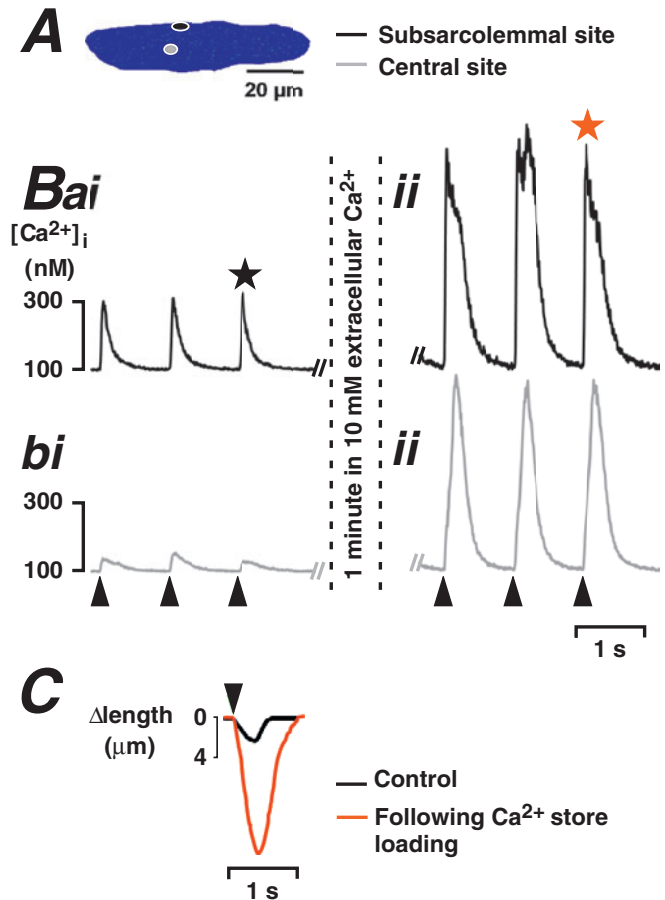 A
Subsarcolemmal site
Central site
20 µm
Bai
ii
[Ca²⁺]ᵢ
(nM)
300
100
1 minute in 10 mM extracellular Ca²⁺
bi
ii
300
100
1 s
C
Δlength
(µm)
0
4
Control
Following Ca²⁺ store
loading
1 s